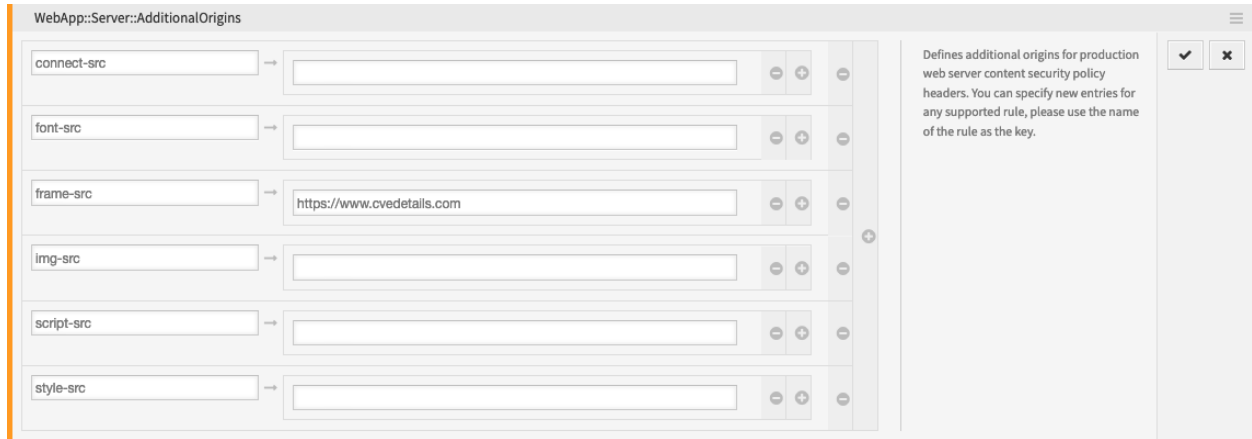 WebApp::Server::AdditionalOrigins
connect-src
font-src
frame-src
https://www.cvedetails.com
img-src
script-src
style-src
Defines additional origins for production
web server content security policy
headers. You can specify new entries for
any supported rule, please use the name
of the rule as the key.